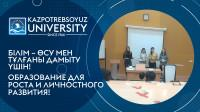 KAZPOTREBSOYUZ
UNIVERSITY
SINCE 1966
БІЛІМ – ӨСУ МЕН
ТҰЛҒАНЫ ДАМЫТУ
ҮШІН!
ОБРАЗОВАНИЕ ДЛЯ
РОСТА И ЛИЧНОСТНОГО
РАЗВИТИЯ!